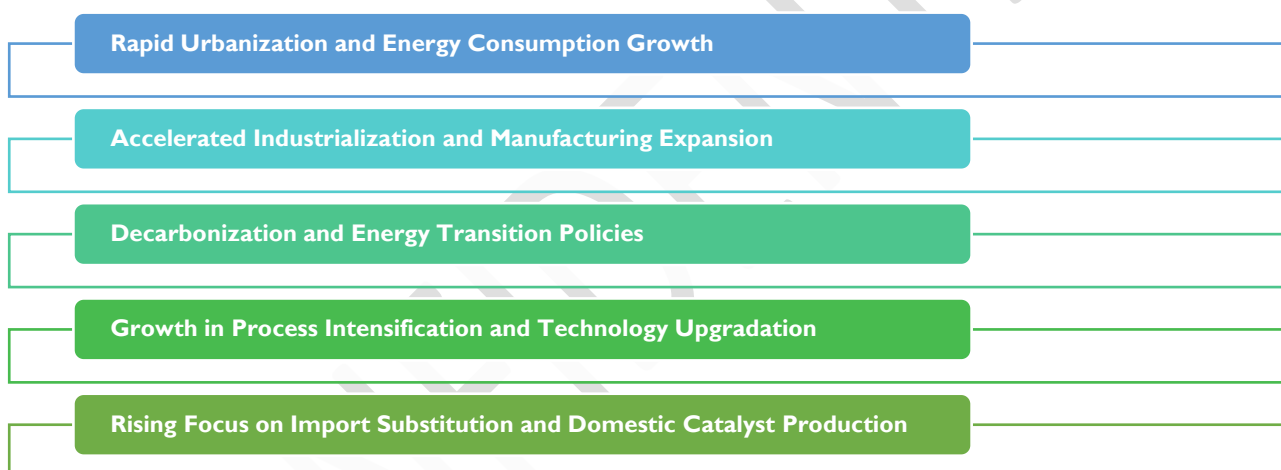 Rapid Urbanization and Energy Consumption Growth
Accelerated Industrialization and Manufacturing Expansion
Decarbonization and Energy Transition Policies
Growth in Process Intensification and Technology Upgradation
Rising Focus on Import Substitution and Domestic Catalyst Production